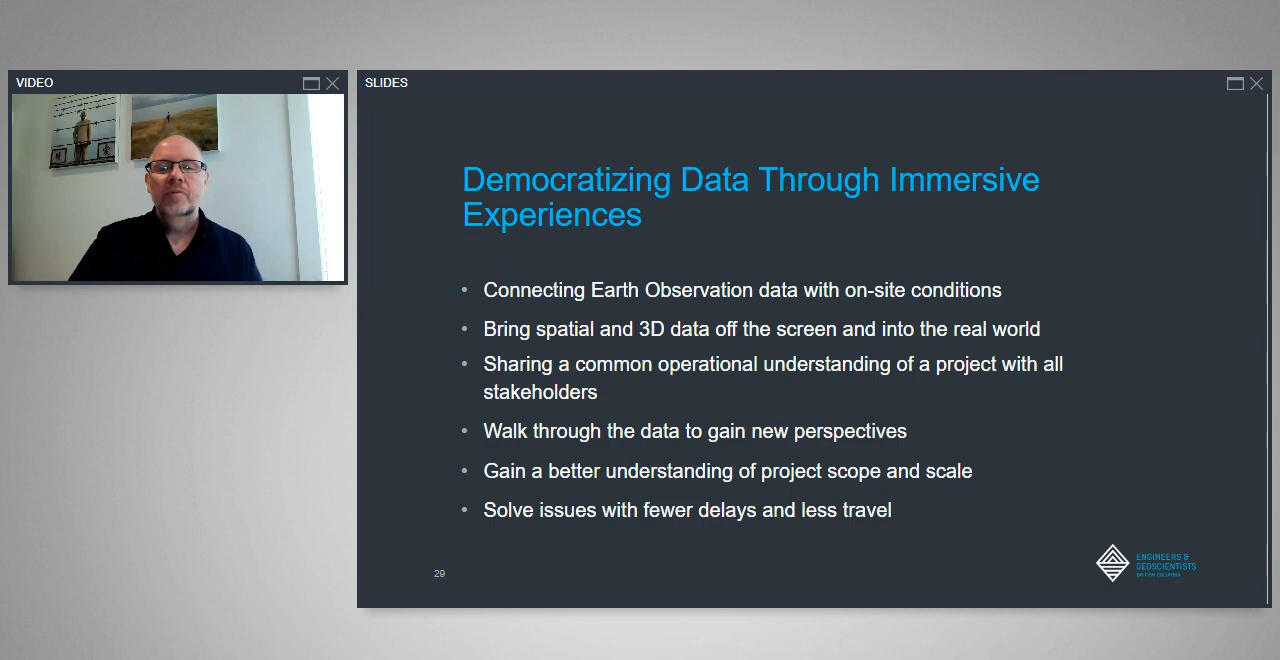 VIDEO
SLIDES
Democratizing Data Through Immersive
Experiences
• Connecting Earth Observation data with on-site conditions
• Bring spatial and 3D data off the screen and into the real world
• Sharing a common operational understanding of a project with all
stakeholders
• Walk through the data to gain new perspectives
• Gain a better understanding of project scope and scale
• Solve issues with fewer delays and less travel
29
ENGINEERS &
GEOSCIENTISTS
BRITISH COLUMBIA